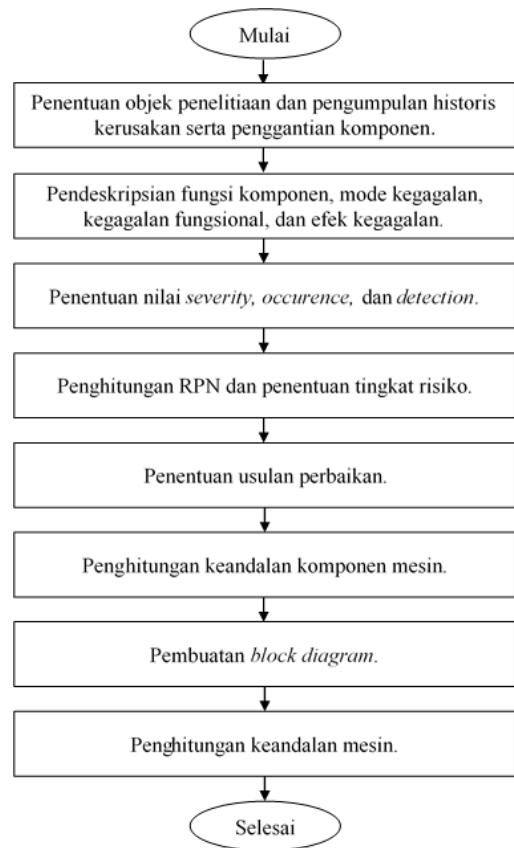 Mulai
Penentuan objek penelitiaan dan pengumpulan historis
kerusakan serta penggantian komponen.
Pendeskripsian fungsi komponen, mode kegagalan,
kegagalan fungsional, dan efek kegagalan.
Penentuan nilai severity, occurence, dan detection.
Penghitungan RPN dan penentuan tingkat risiko.
Penentuan usulan perbaikan.
Penghitungan keandalan komponen mesin.
Pembuatan block diagram.
Penghitungan keandalan mesin.
Selesai